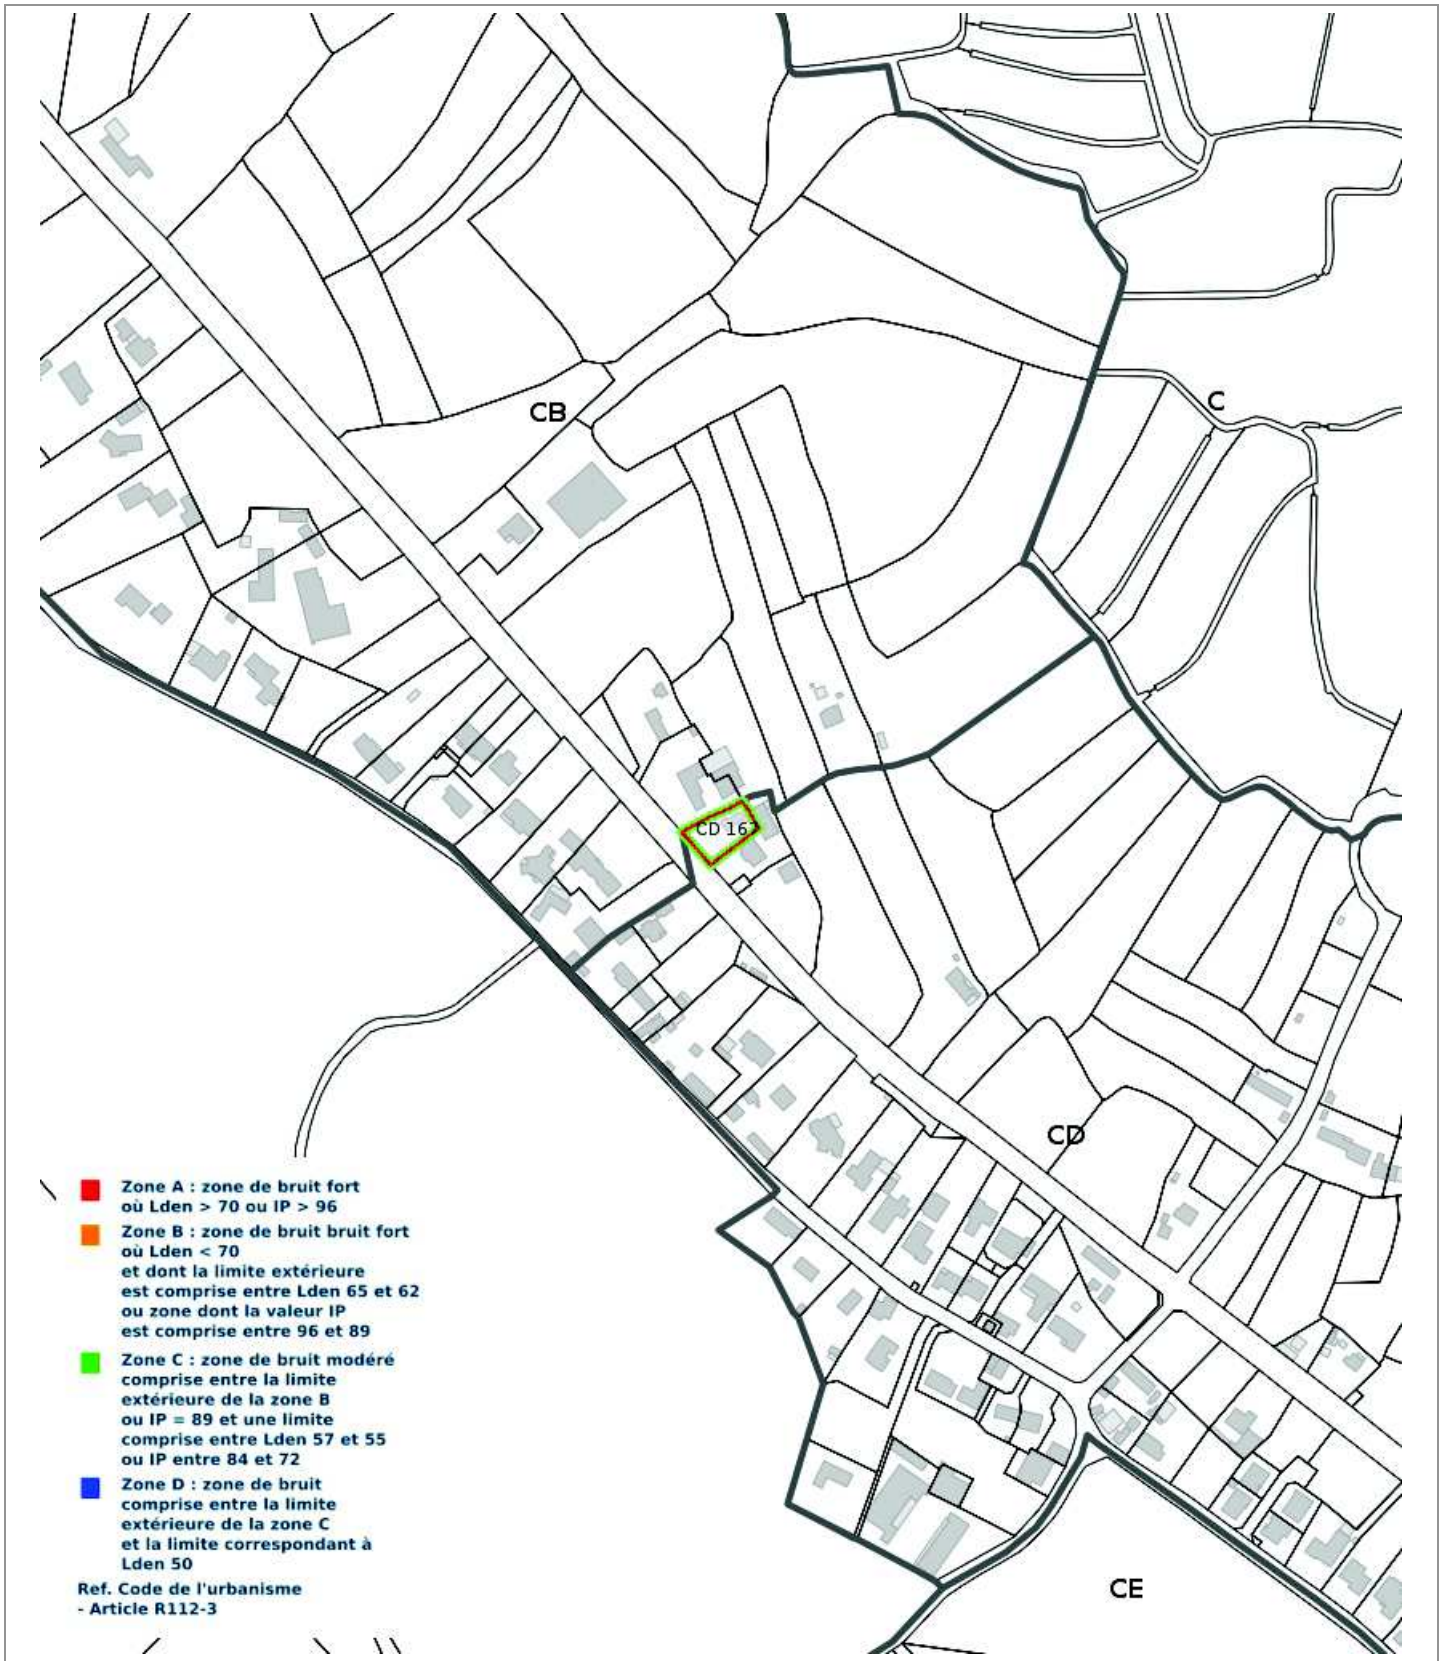 CB
C
CD 167
CD
CE
Zone A : zone de bruit fort
où Lden > 70 ou IP > 96
Zone B : zone de bruit bruit fort
où Lden < 70
et dont la limite extérieure
est comprise entre Lden 65 et 62
ou zone dont la valeur IP
est comprise entre 96 et 89
Zone C : zone de bruit modéré
comprise entre la limite
extérieure de la zone B
ou IP = 89 et une limite
comprise entre Lden 57 et 55
ou IP entre 84 et 72
Zone D : zone de bruit
comprise entre la limite
extérieure de la zone C
et la limite correspondant à
Lden 50
Ref. Code de l'urbanisme
- Article R112-3